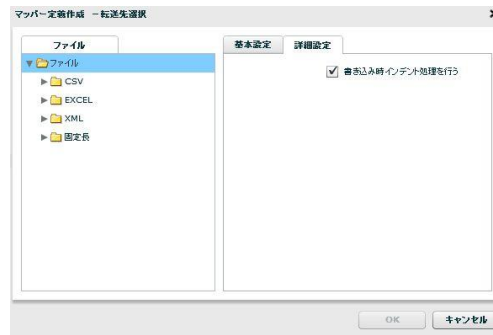 マッパー定義作成 －転送先選択
ファイル
基本設定 詳細設定
ファイル
書き込み時インデント処理を行う
CSV
EXCEL
XML
固定長
OK キャンセル